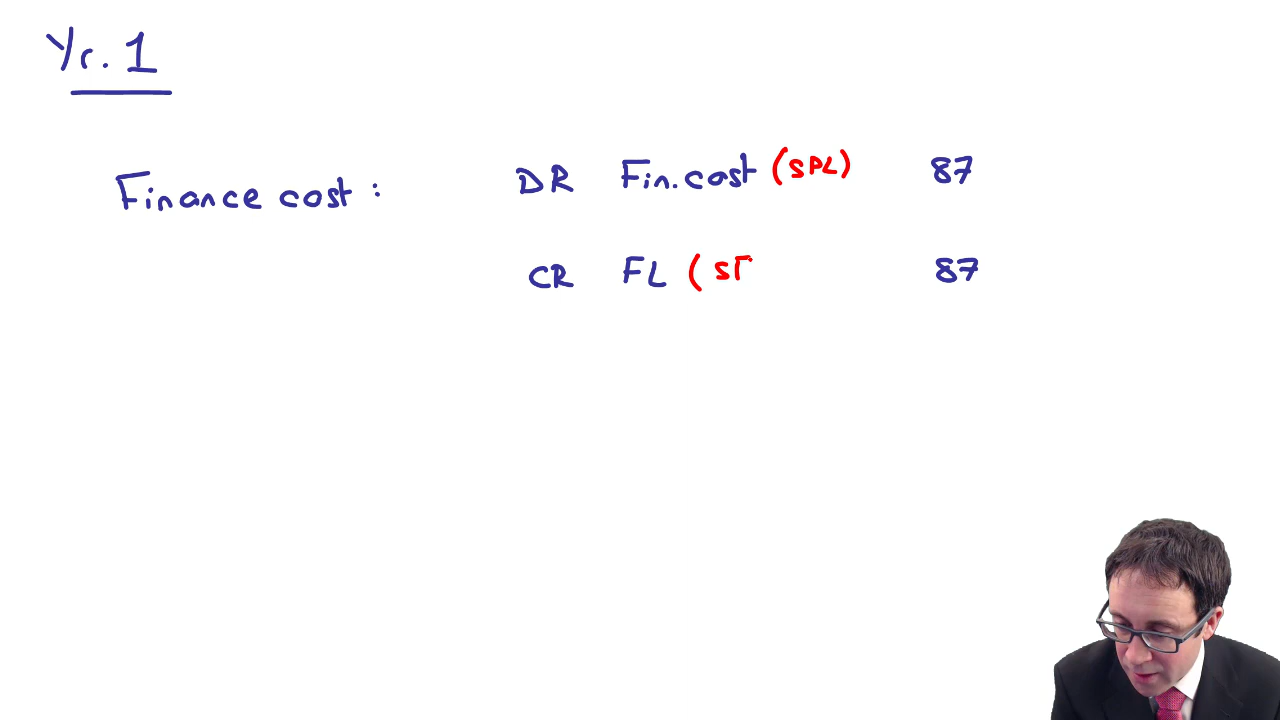 Yr. 1
Finance cost : DR Fin. cost (SPL) 87
CR FL ( 87